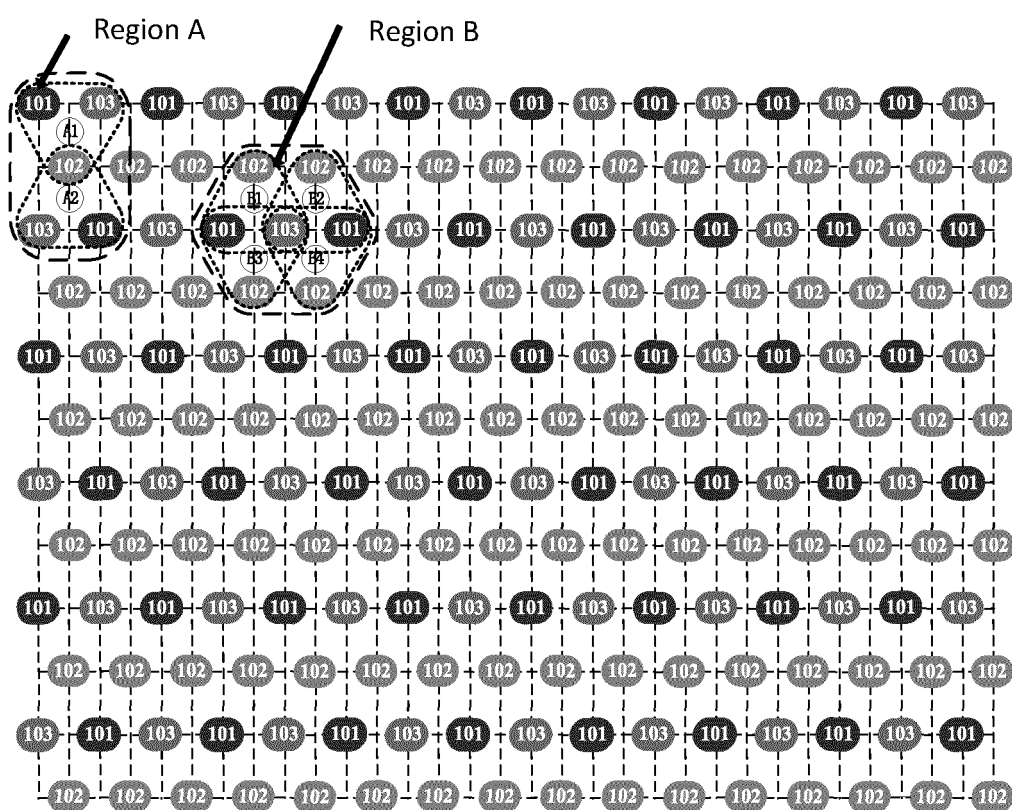 Region A Region B
101 103 101 103 101 103 101 103 101 103 101 103 101 103 101 103
A1
102 102 102 102 102 102 102 102 102 102 102 102 102 102 102 102
A2 B1 B2
103 101 103 101 103 101 103 101 103 101 103 101 103 101 103 101
B3 B4
102 102 102 102 102 102 102 102 102 102 102 102 102 102 102 102
101 103 101 103 101 103 101 103 101 103 101 103 101 103 101 103
102 102 102 102 102 102 102 102 102 102 102 102 102 102 102 102
103 101 103 101 103 101 103 101 103 101 103 101 103 101 103 101
102 102 102 102 102 102 102 102 102 102 102 102 102 102 102 102
101 103 101 103 101 103 101 103 101 103 101 103 101 103 101 103
102 102 102 102 102 102 102 102 102 102 102 102 102 102 102 102
103 101 103 101 103 101 103 101 103 101 103 101 103 101 103 101
102 102 102 102 102 102 102 102 102 102 102 102 102 102 102 102